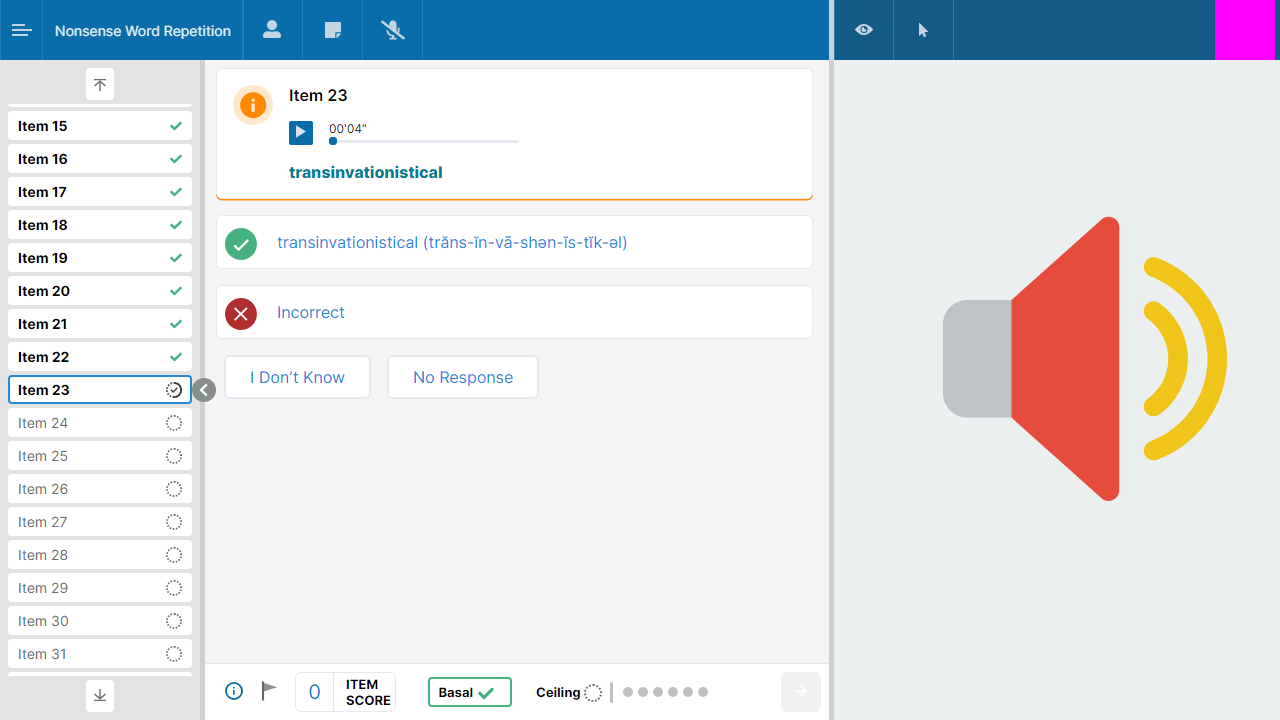 Nonsense Word Repetition
Item 15
Item 16
Item 17
Item 18
Item 19
Item 20
Item 21
Item 22
Item 23
Item 24
Item 25
Item 26
Item 27
Item 28
Item 29
Item 30
Item 31
Item 23
00'04"
transinvationistical
transinvationistical (trăns-ĭn-vā-shən-ĭs-tĭk-əl)
Incorrect
I Don’t Know
No Response
0
ITEM
SCORE
Basal
Ceiling